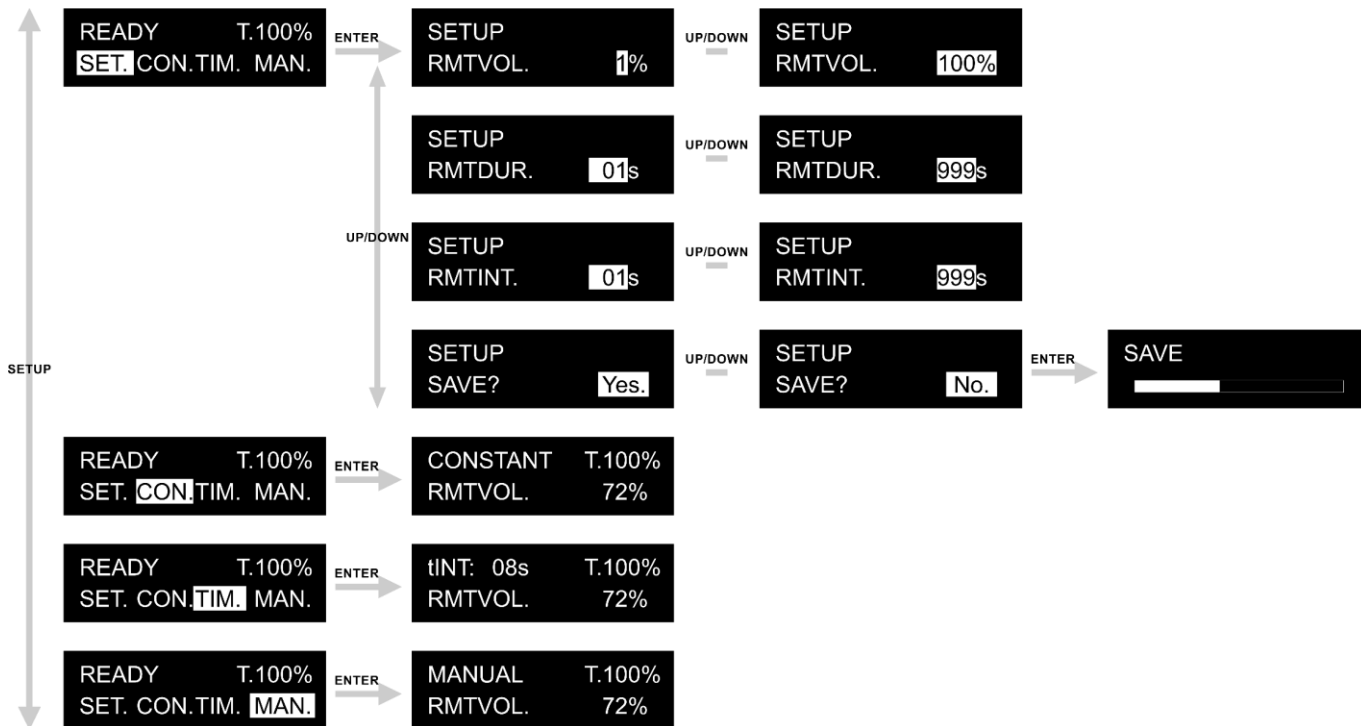 READY T.100%
SET. CON.TIM. MAN.
ENTER
SETUP
RMTVOL. 1%
UP/DOWN
SETUP
RMTVOL. 100%
SETUP
RMTDUR. 01s
UP/DOWN
SETUP
RMTDUR. 999s
UP/DOWN
SETUP
RMTINT. 01s
UP/DOWN
SETUP
RMTINT. 999s
SETUP
SETUP
SAVE? Yes.
UP/DOWN
SETUP
SAVE? No.
ENTER
SAVE
READY T.100%
SET. CON.TIM. MAN.
ENTER
CONSTANT T.100%
RMTVOL. 72%
READY T.100%
SET. CON.TIM. MAN.
ENTER
tINT: 08s T.100%
RMTVOL. 72%
READY T.100%
SET. CON.TIM. MAN.
ENTER
MANUAL T.100%
RMTVOL. 72%